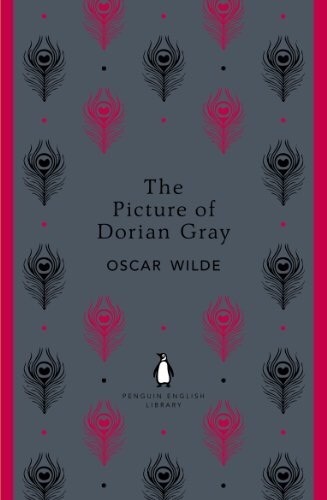 The
Picture of
Dorian Gray
OSCAR WILDE
PENGUIN ENGLISH
LIBRARY